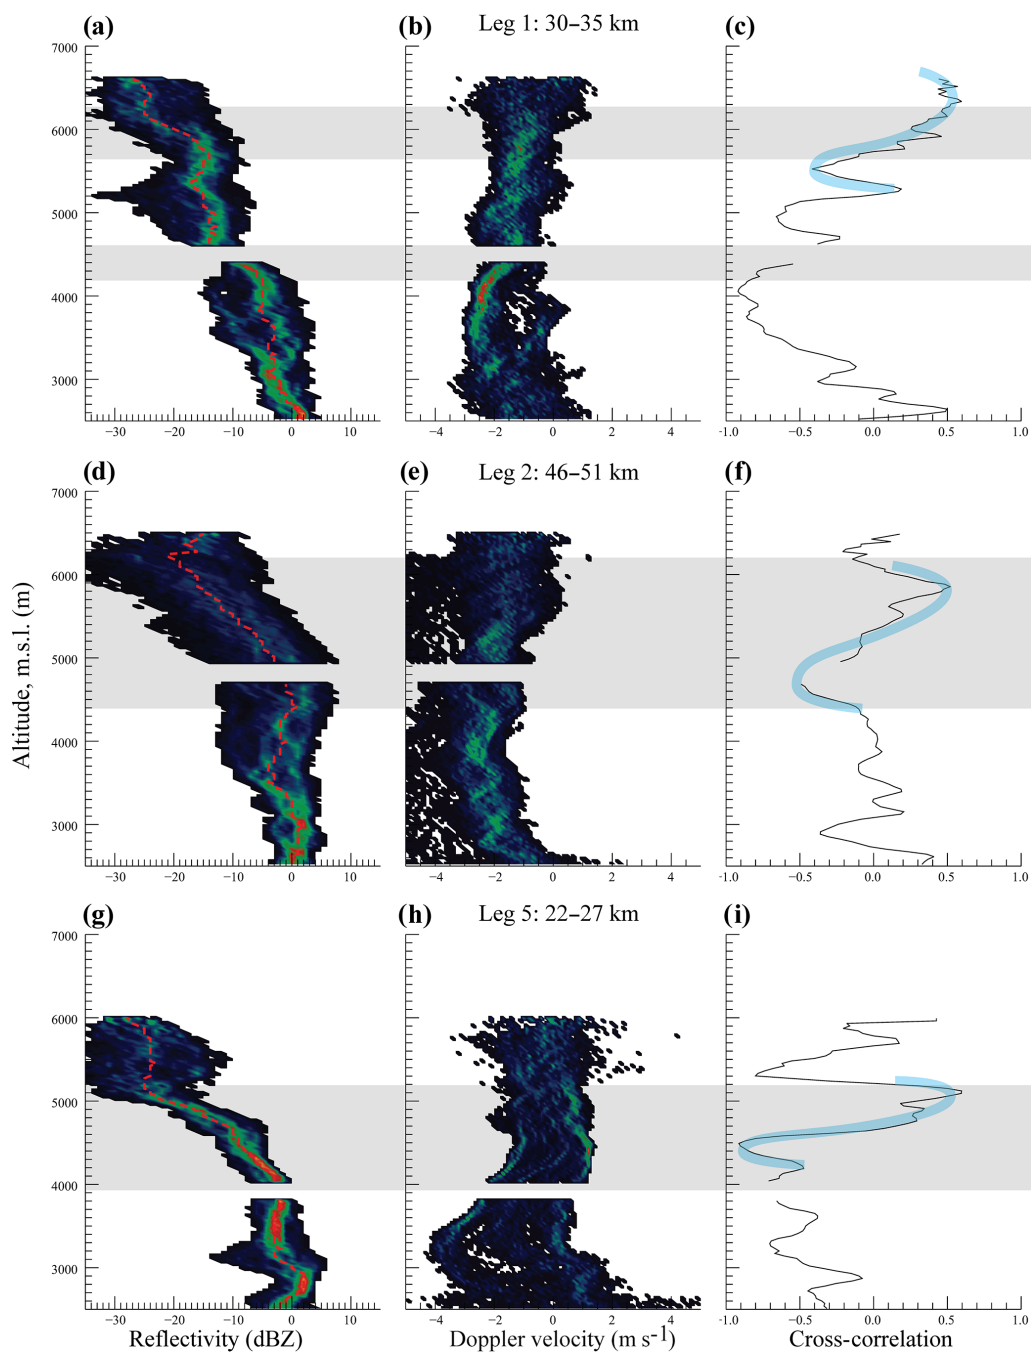 (a) (b) Leg 1: 30–35 km (c)
7000
6000
5000
4000
3000
−30 −20 −10 0 10
−4 −2 0 2 4
-1.0 −0.5 0.0 0.5 1.0
(d) (e) Leg 2: 46–51 km (f)
7000
6000
5000
4000
3000
Altitude, m.s.l. (m)
−30 −20 −10 0 10
−4 −2 0 2 4
-1.0 −0.5 0.0 0.5 1.0
(g) (h) Leg 5: 22–27 km (i)
7000
6000
5000
4000
3000
−30 −20 −10 0 10
−4 −2 0 2 4
-1.0 −0.5 0.0 0.5 1.0
Reflectivity (dBZ) Doppler velocity (m s-1) Cross-correlation